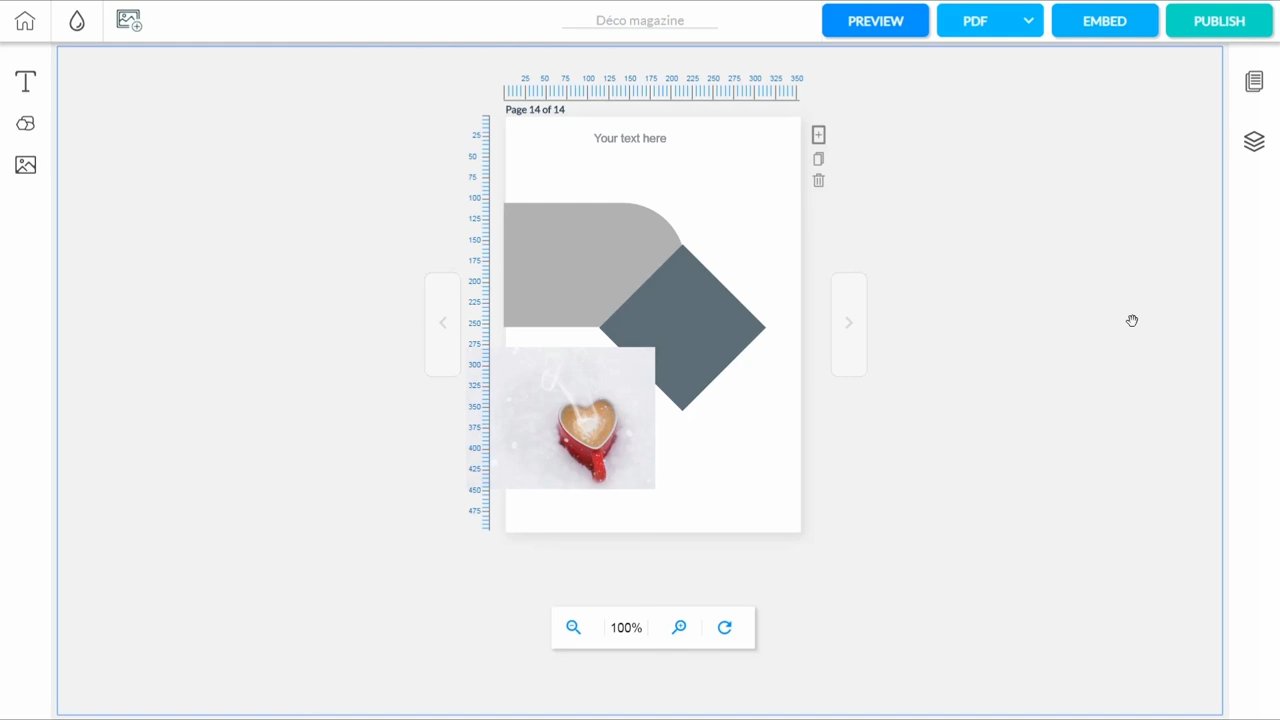 Déco magazine
PREVIEW
PDF
EMBED
PUBLISH
25 50 75 100 125 150 175 200 225 250 275 300 325 350
Page 14 of 14
Your text here
25
50
75
100
125
150
175
200
225
250
275
300
325
350
375
400
425
450
475
100%